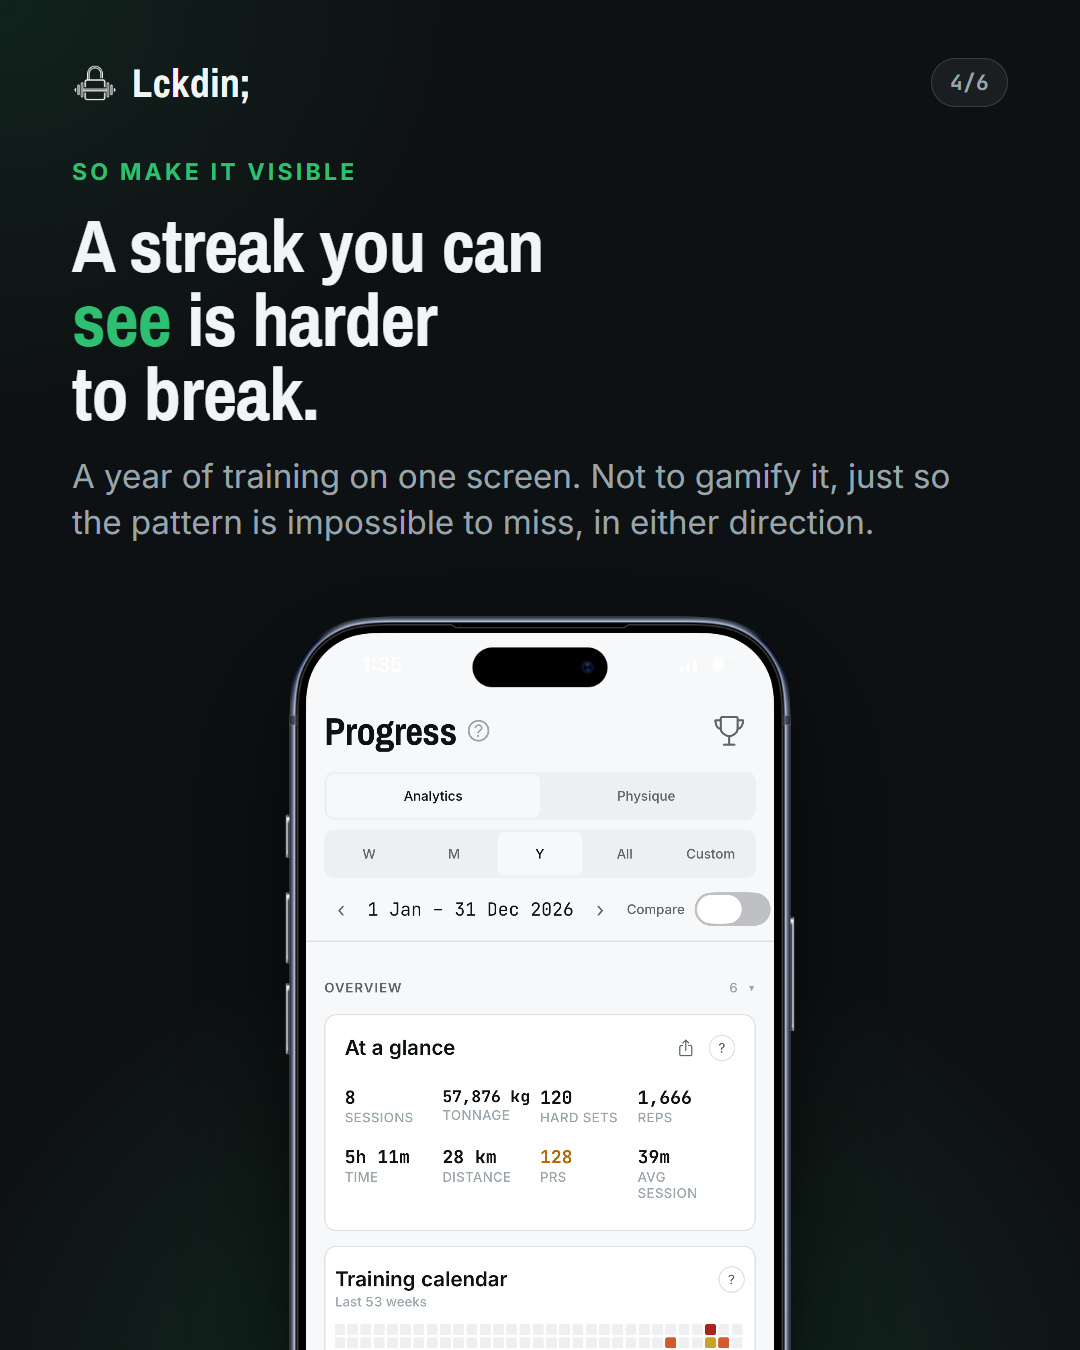 Lckdin;
4/6
SO MAKE IT VISIBLE
A streak you can
see is harder
to break.
A year of training on one screen. Not to gamify it, just so
the pattern is impossible to miss, in either direction.
1:35
Progress ?
Analytics Physique
W M Y All Custom
‹ 1 Jan – 31 Dec 2026 › Compare
OVERVIEW 6 ▾
At a glance ?
8 57,876 kg 120 1,666
SESSIONS TONNAGE HARD SETS REPS
5h 11m 28 km 128 39m
TIME DISTANCE PRS AVG
SESSION
Training calendar ?
Last 53 weeks